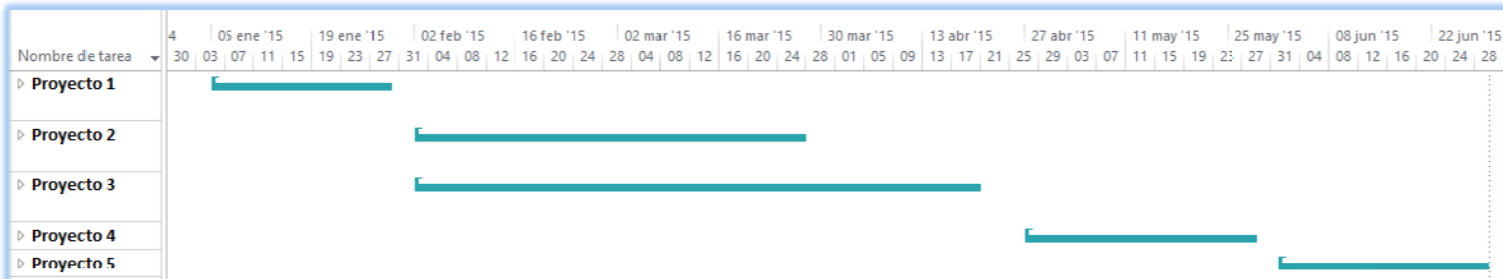 4 05 ene '15 19 ene '15 02 feb '15 16 feb '15 02 mar '15 16 mar '15 30 mar '15 13 abr '15 27 abr '15 11 may '15 25 may '15 08 jun '15 22 jun '15
Nombre de tarea 30 03 07 11 15 19 23 27 31 04 08 12 16 20 24 28 04 08 12 16 20 24 28 01 05 09 13 17 21 25 29 03 07 11 15 19 23 27 31 04 08 12 16 20 24 28
Proyecto 1
Proyecto 2
Proyecto 3
Proyecto 4
Proyecto 5